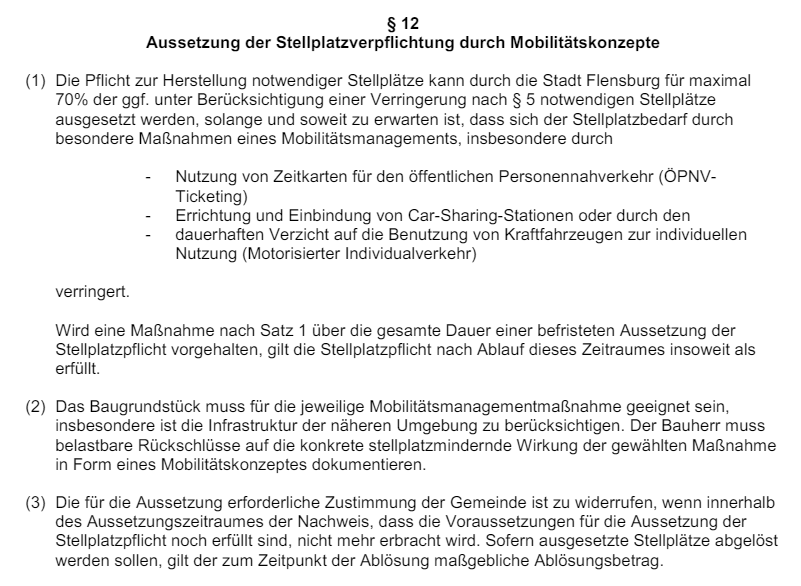 § 12
Aussetzung der Stellplatzverpflichtung durch Mobilitätskonzepte
(1) Die Pflicht zur Herstellung notwendiger Stellplätze kann durch die Stadt Flensburg für maximal
70% der ggf. unter Berücksichtigung einer Verringerung nach § 5 notwendigen Stellplätze
ausgesetzt werden, solange und soweit zu erwarten ist, dass sich der Stellplatzbedarf durch
besondere Maßnahmen eines Mobilitätsmanagements, insbesondere durch
- Nutzung von Zeitkarten für den öffentlichen Personennahverkehr (ÖPNV-
Ticketing)
- Errichtung und Einbindung von Car-Sharing-Stationen oder durch den
- dauerhaften Verzicht auf die Benutzung von Kraftfahrzeugen zur individuellen
Nutzung (Motorisierter Individualverkehr)
verringert.
Wird eine Maßnahme nach Satz 1 über die gesamte Dauer einer befristeten Aussetzung der
Stellplatzpflicht vorgehalten, gilt die Stellplatzpflicht nach Ablauf dieses Zeitraumes insoweit als
erfüllt.
(2) Das Baugrundstück muss für die jeweilige Mobilitätsmanagementmaßnahme geeignet sein,
insbesondere ist die Infrastruktur der näheren Umgebung zu berücksichtigen. Der Bauherr muss
belastbare Rückschlüsse auf die konkrete stellplatzmindernde Wirkung der gewählten Maßnahme
in Form eines Mobilitätskonzeptes dokumentieren.
(3) Die für die Aussetzung erforderliche Zustimmung der Gemeinde ist zu widerrufen, wenn innerhalb
des Aussetzungszeitraumes der Nachweis, dass die Voraussetzungen für die Aussetzung der
Stellplatzpflicht noch erfüllt sind, nicht mehr erbracht wird. Sofern ausgesetzte Stellplätze abgelöst
werden sollen, gilt der zum Zeitpunkt der Ablösung maßgebliche Ablösungsbetrag.